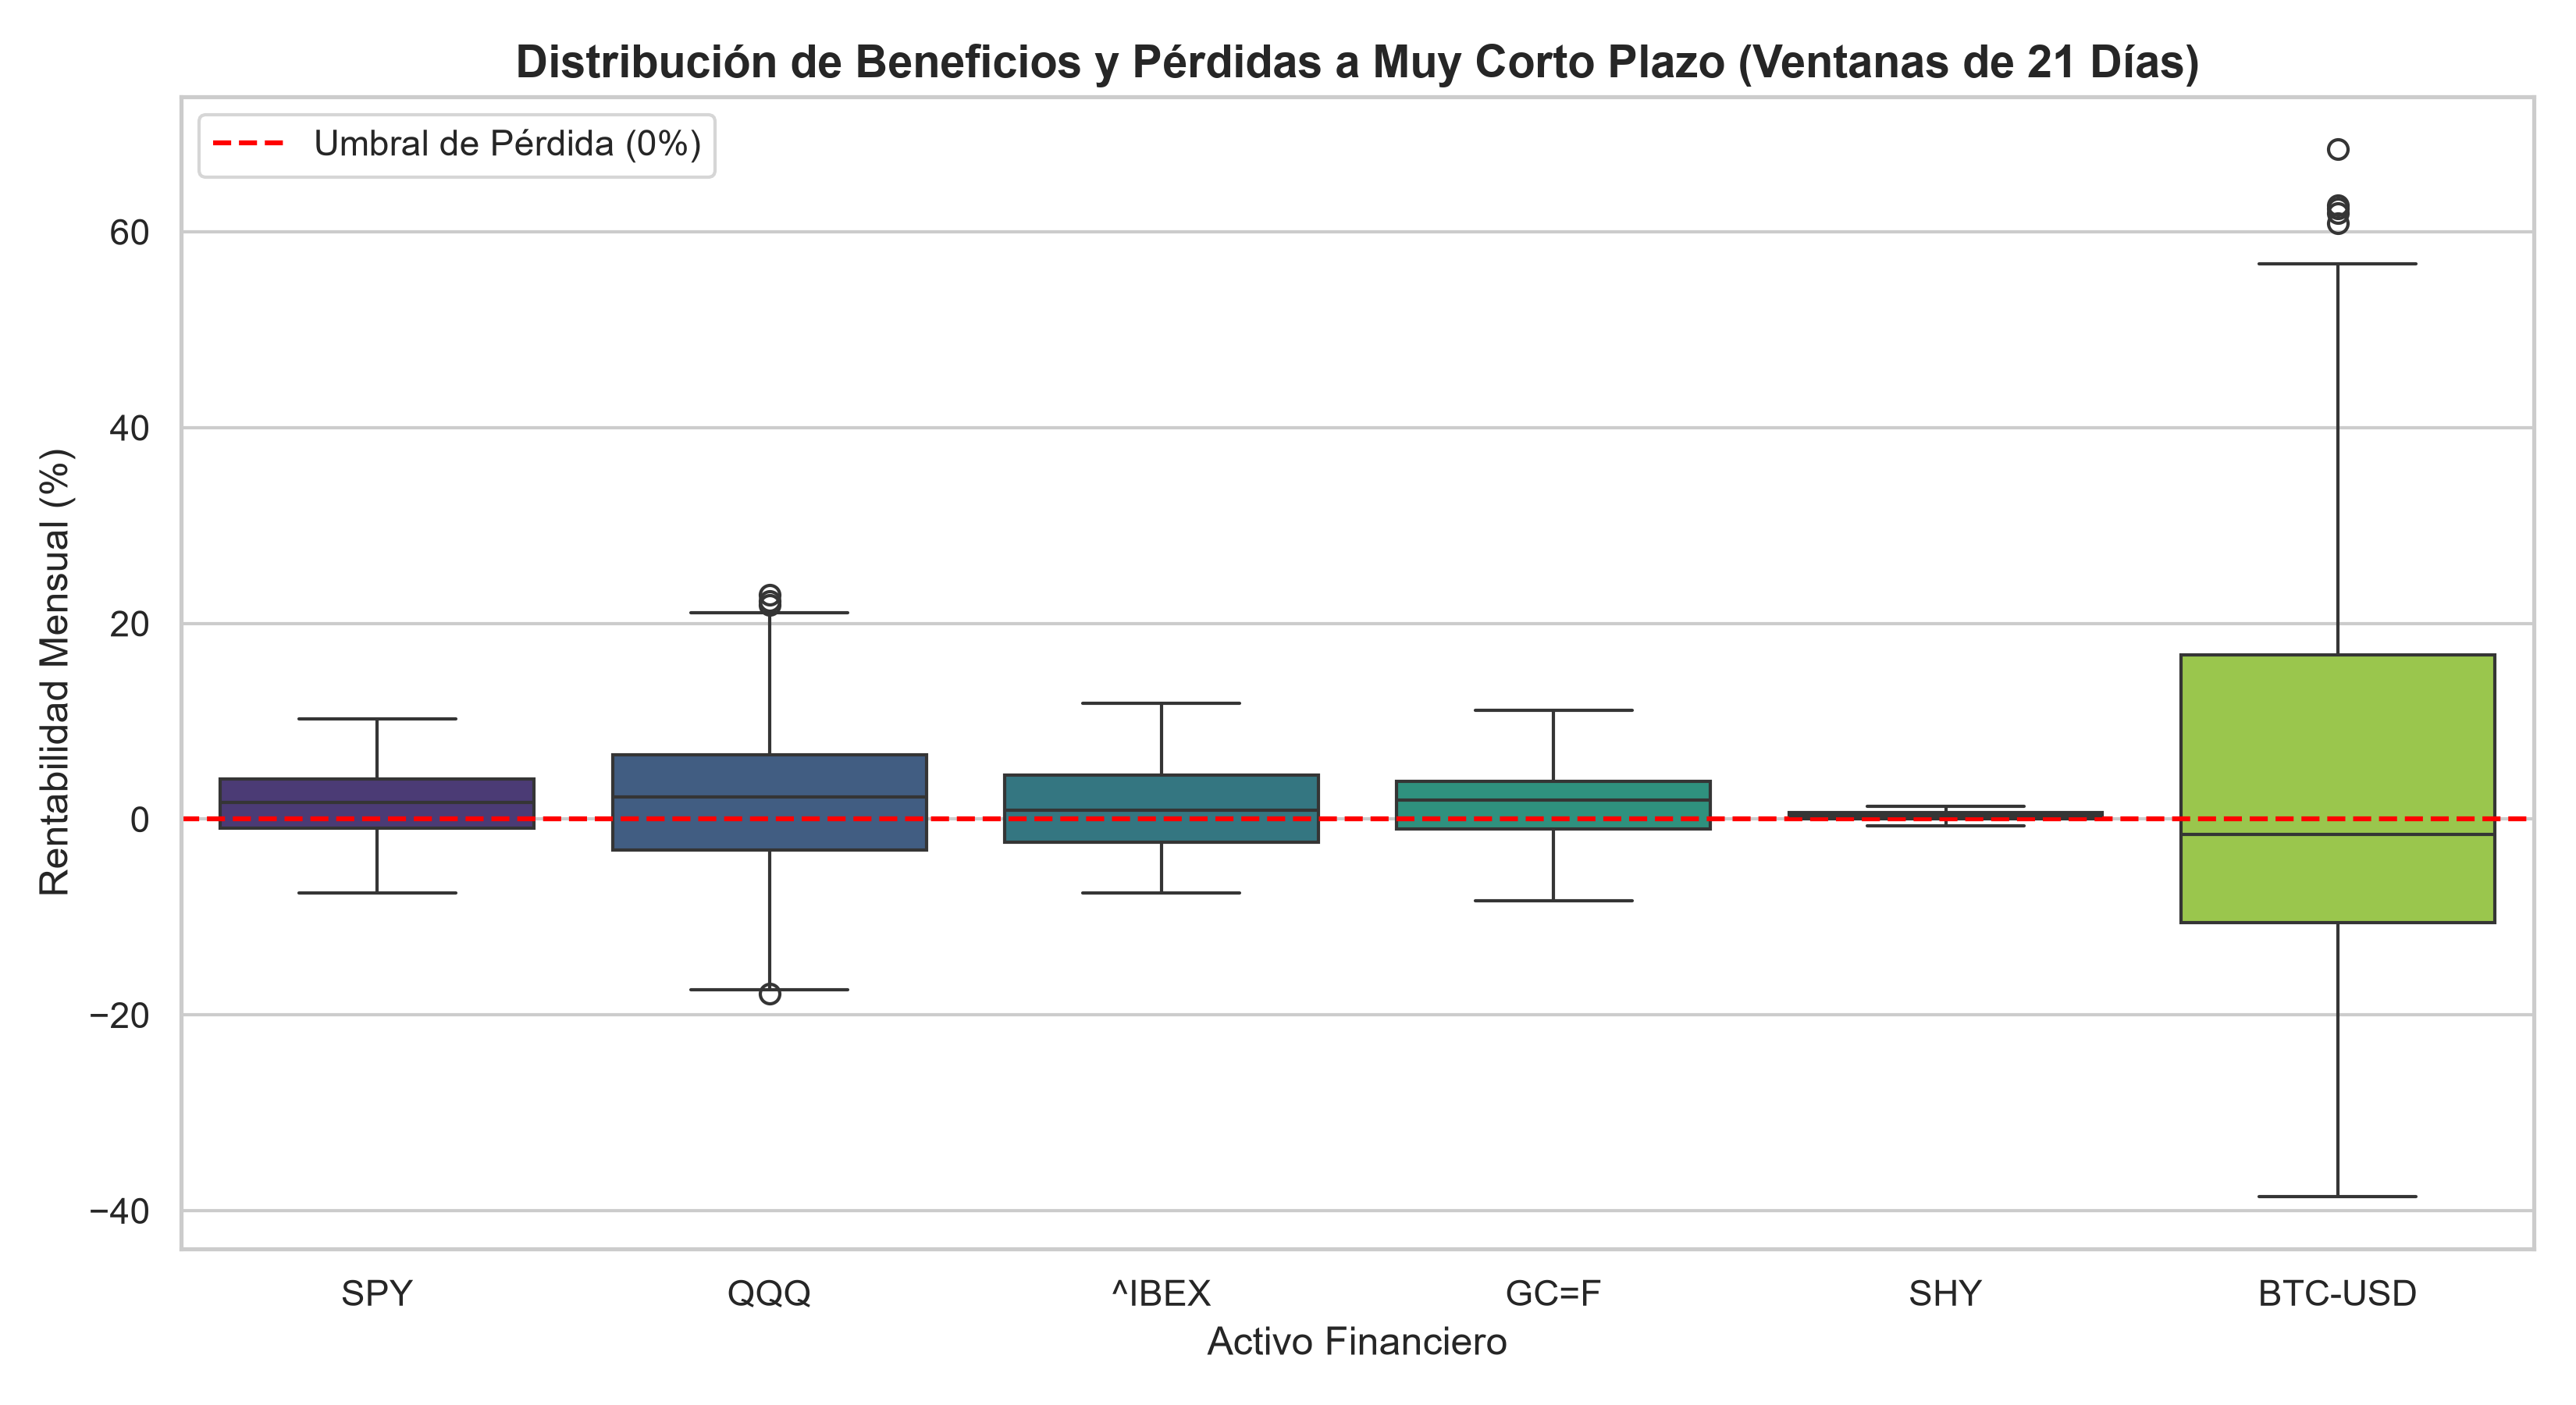 Distribución de Beneficios y Pérdidas a Muy Corto Plazo (Ventanas de 21 Días)
Umbral de Pérdida (0%)
Rentabilidad Mensual (%)
60
40
20
0
−20
−40
SPY
QQQ
^IBEX
GC=F
SHY
BTC-USD
Activo Financiero